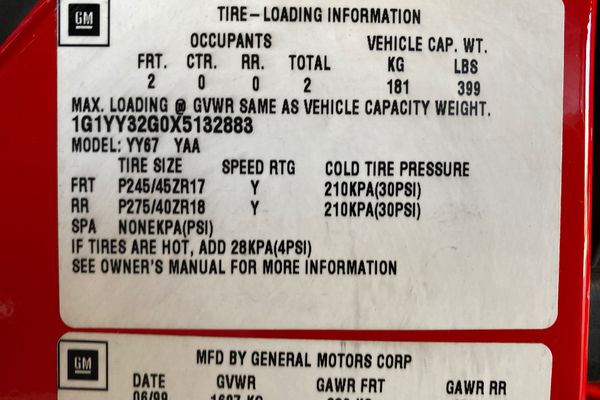 GM
TIRE-LOADING INFORMATION
OCCUPANTS VEHICLE CAP. WT.
FRT. CTR. RR. TOTAL KG LBS
2 0 0 2 181 399
MAX. LOADING @ GVWR SAME AS VEHICLE CAPACITY WEIGHT.
1G1YY32G0X5132883
MODEL: YY67 YAA
TIRE SIZE SPEED RTG COLD TIRE PRESSURE
FRT P245/45ZR17 Y 210KPA(30PSI)
RR P275/40ZR18 Y 210KPA(30PSI)
SPA NONEKPA(PSI)
IF TIRES ARE HOT, ADD 28KPA(4PSI)
SEE OWNER'S MANUAL FOR MORE INFORMATION
GM
MFD BY GENERAL MOTORS CORP
DATE GVWR GAWR FRT GAWR RR
06/99